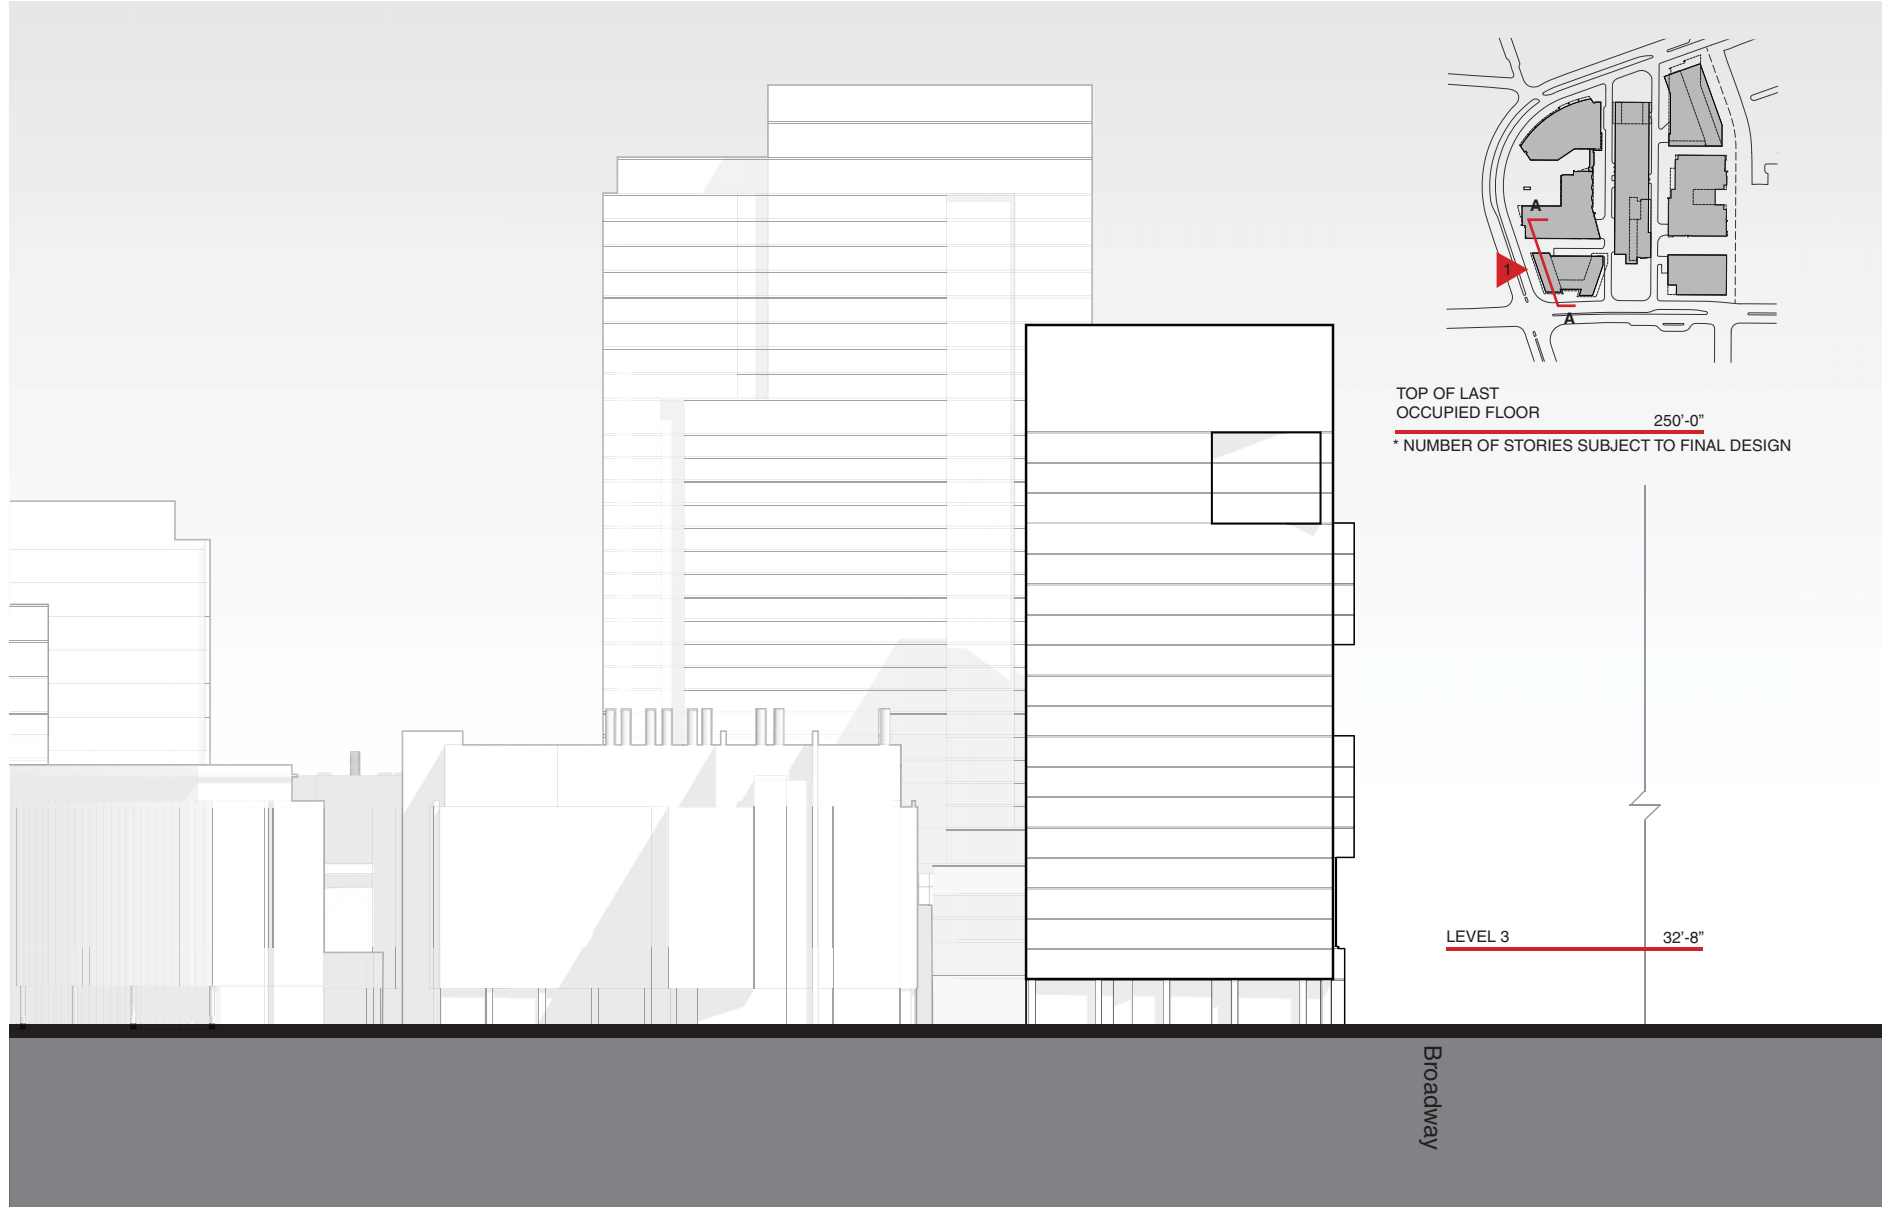 A
1
A
TOP OF LAST
OCCUPIED FLOOR
250’-0”
* NUMBER OF STORIES SUBJECT TO FINAL DESIGN
LEVEL 3
32’-8”
Broadway